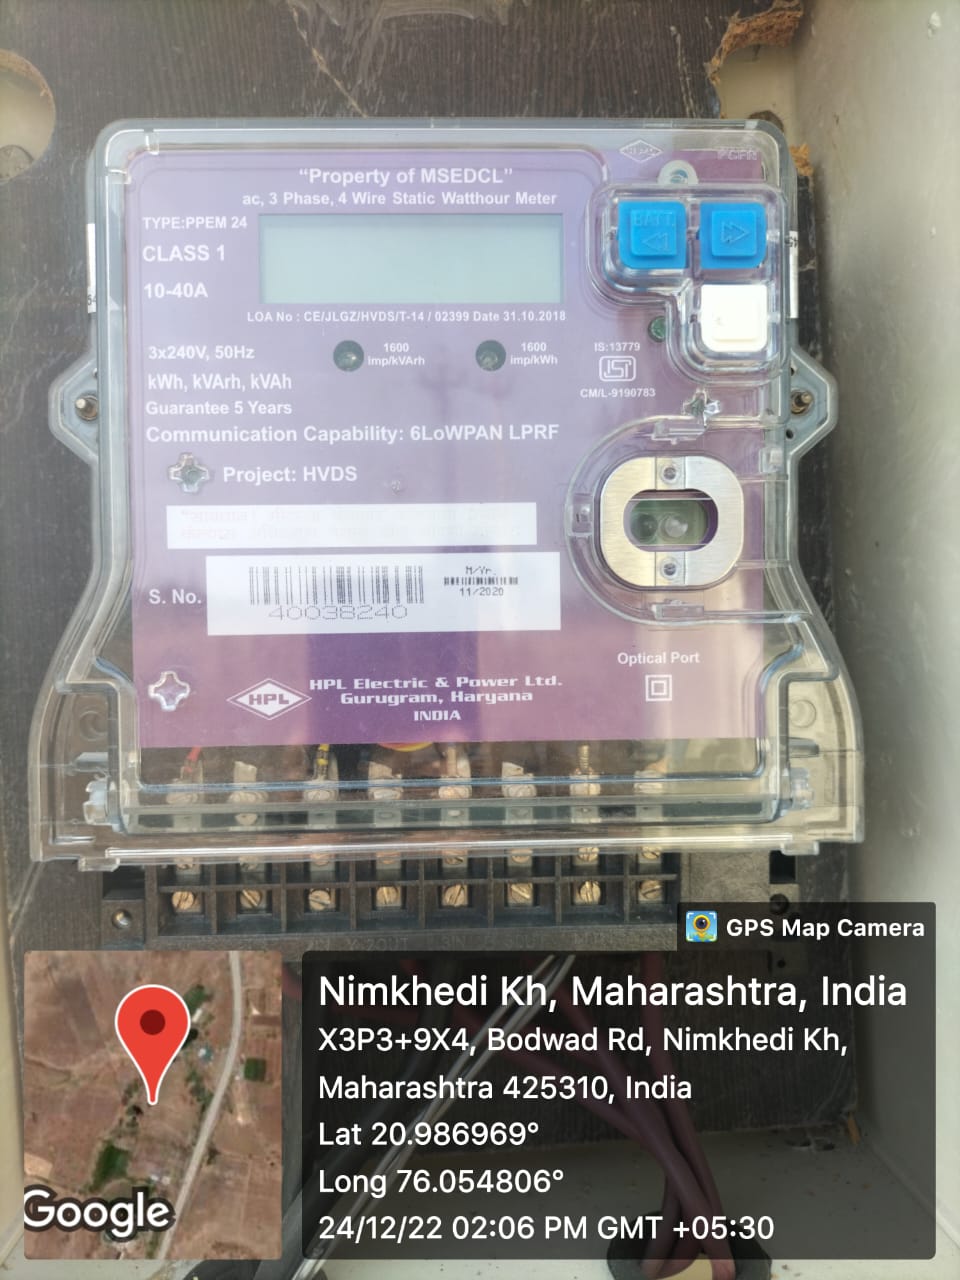 "Property of MSEDCL"
ac, 3 Phase, 4 Wire Static Watthour Meter
TYPE:PPEM 24
CLASS 1
10-40A
BATT.
LOA No : CE/JLGZ/HVDS/T-14 / 02399 Date 31.10.2018
3x240V, 50Hz
1600
imp/kVArh
1600
imp/kWh
IS:13779
ISI
CM/L-9190783
kWh, kVArh, kVAh
Guarantee 5 Years
Communication Capability: 6LoWPAN LPRF
Project: HVDS
S. No.
40038240
M/Yr.
11/2020
Optical Port
HPL
HPL Electric & Power Ltd.
Gurugram, Haryana
INDIA
GPS Map Camera
Nimkhedi Kh, Maharashtra, India
X3P3+9X4, Bodwad Rd, Nimkhedi Kh,
Maharashtra 425310, India
Lat 20.986969°
Long 76.054806°
24/12/22 02:06 PM GMT +05:30
Google